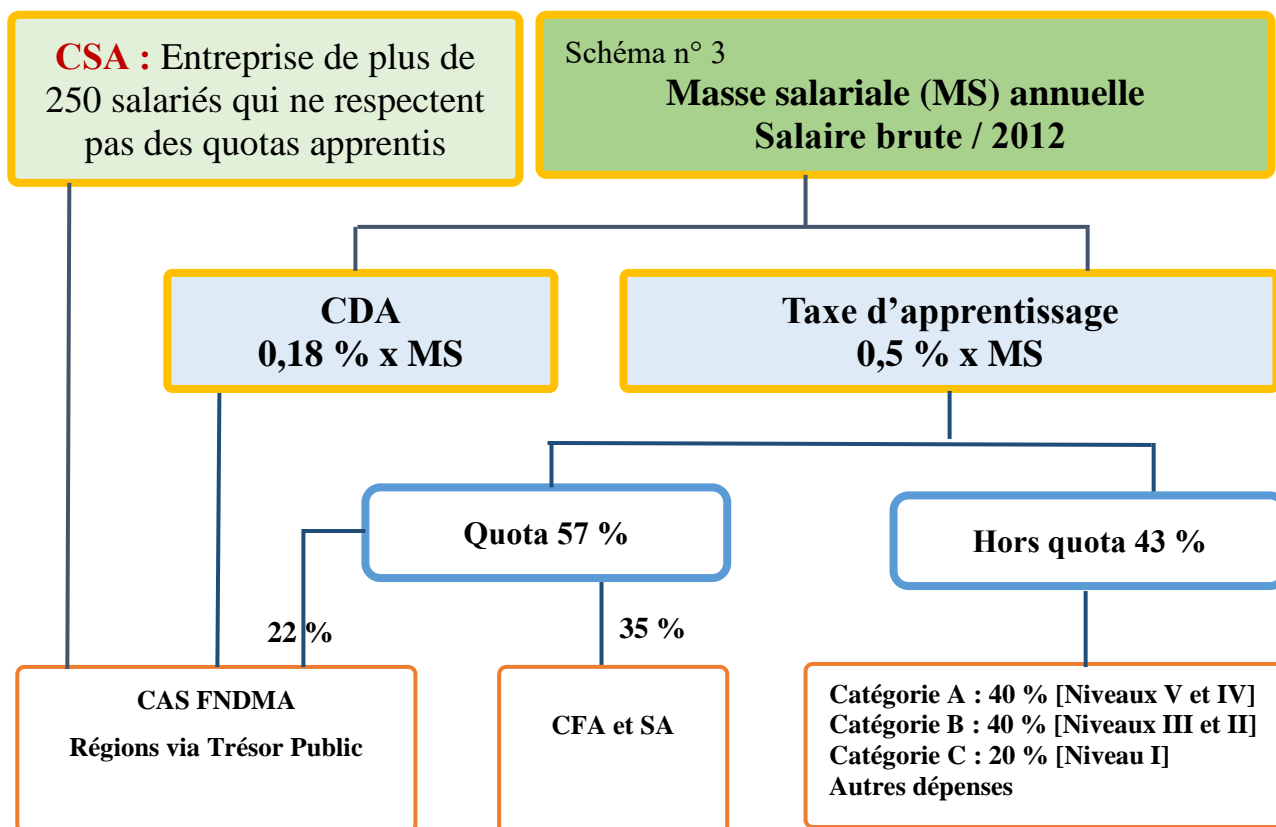 CSA : Entreprise de plus de
250 salariés qui ne respectent
pas des quotas apprentis
Schéma n° 3
Masse salariale (MS) annuelle
Salaire brute / 2012
CDA
0,18 % x MS
Taxe d'apprentissage
0,5 % x MS
Quota 57 %
Hors quota 43 %
22 %
35 %
CAS FNDMA
Régions via Trésor Public
CFA et SA
Catégorie A : 40 % [Niveaux V et IV]
Catégorie B : 40 % [Niveaux III et II]
Catégorie C : 20 % [Niveau I]
Autres dépenses